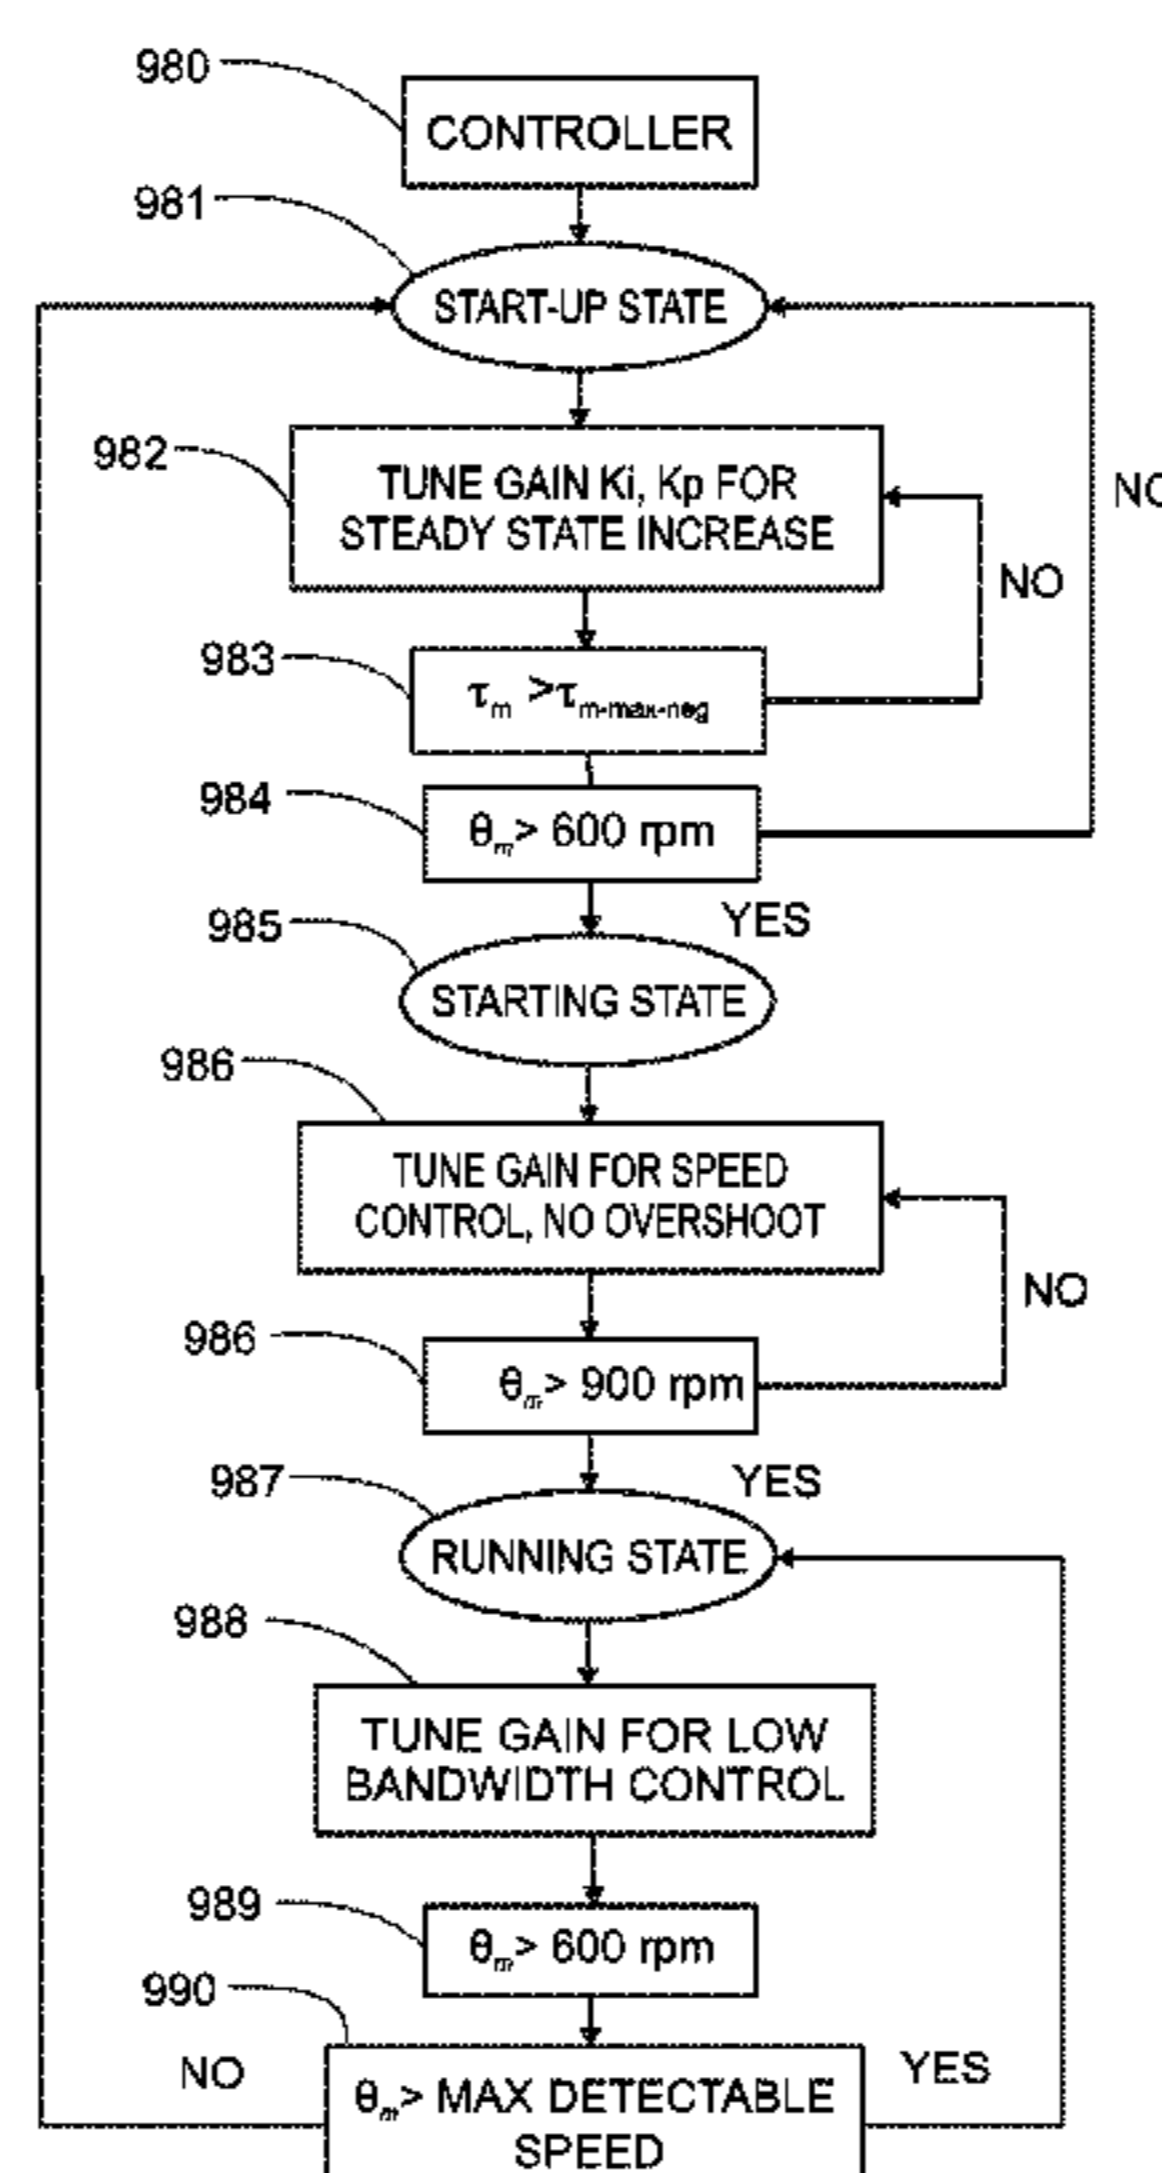 980
CONTROLLER
981
START-UP STATE
982
TUNE GAIN Ki, Kp FOR
STEADY STATE INCREASE
NO
NO
983
τm >τm-max-neg
984
θm> 600 rpm
YES
985
STARTING STATE
986
TUNE GAIN FOR SPEED
CONTROL, NO OVERSHOOT
NO
986
θm> 900 rpm
YES
987
RUNNING STATE
988
TUNE GAIN FOR LOW
BANDWIDTH CONTROL
989
θm> 600 rpm
990
NO
θm> MAX DETECTABLE
SPEED
YES